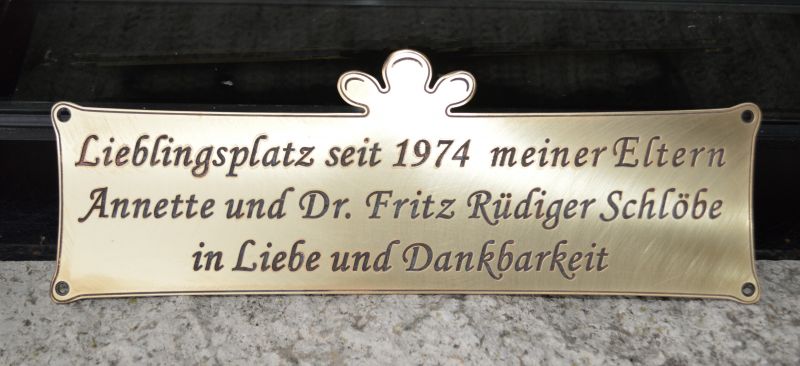 Lieblingsplatz seit 1974 meiner Eltern
Annette und Dr. Fritz Rüdiger Schlöbe
in Liebe und Dankbarkeit